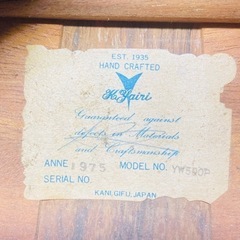 EST. 1935
HAND CRAFTED
K.Yairi
Guaranteed against
defects in Materials
and Craftsmanship
ANNE 1975 MODEL NO. YW500P
SERIAL NO.
KANI, GIFU, JAPAN